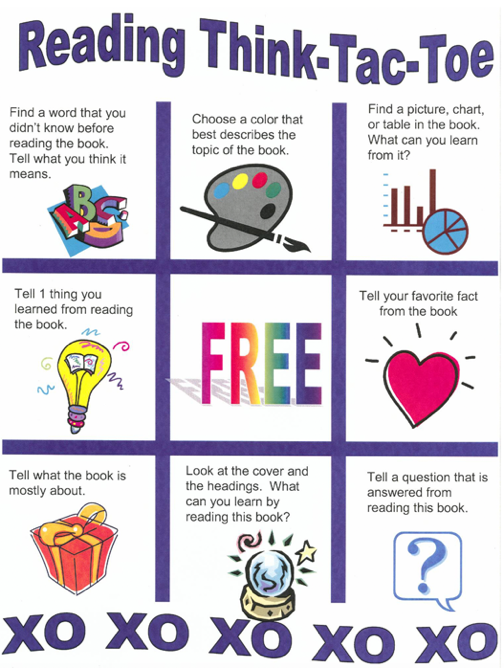 Reading Think-Tac-Toe
Find a word that you
didn't know before
reading the book.
Tell what you think it
means.
ABC
Choose a color that
best describes the
topic of the book.
Find a picture, chart,
or table in the book.
What can you learn
from it?
Tell 1 thing you
learned from reading
the book.
FREE
Tell your favorite fact
from the book
Tell what the book is
mostly about.
Look at the cover and
the headings. What
can you learn by
reading this book?
Tell a question that is
answered from
reading this book.
?
XO XO XO XO XO